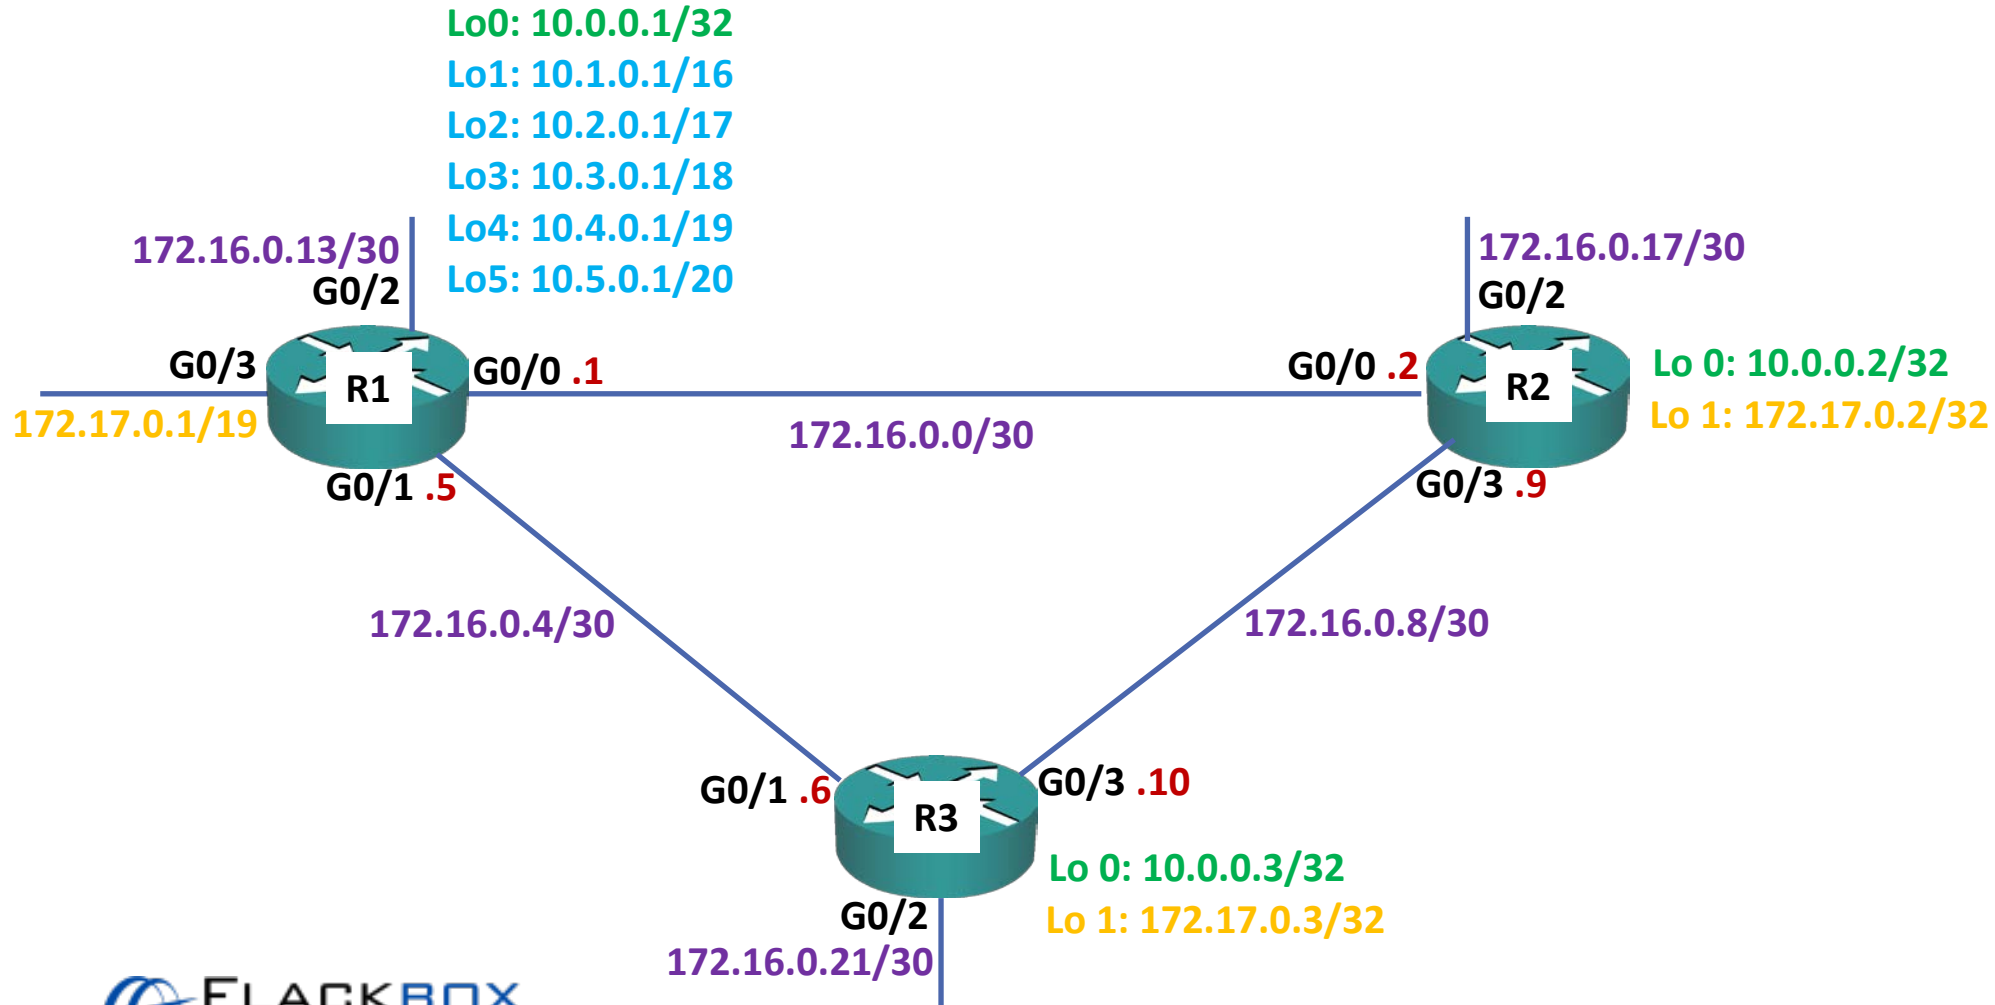 Lo0: 10.0.0.1/32
Lo1: 10.1.0.1/16
Lo2: 10.2.0.1/17
Lo3: 10.3.0.1/18
Lo4: 10.4.0.1/19
Lo5: 10.5.0.1/20
172.16.0.13/30
G0/2
172.16.0.17/30
G0/2
G0/3
172.17.0.1/19
R1
G0/0 .1
172.16.0.0/30
G0/0 .2
R2
Lo 0: 10.0.0.2/32
Lo 1: 172.17.0.2/32
G0/1 .5
G0/3 .9
172.16.0.4/30
172.16.0.8/30
G0/1 .6
G0/3 .10
R3
Lo 0: 10.0.0.3/32
Lo 1: 172.17.0.3/32
G0/2
172.16.0.21/30
FLACKBOX